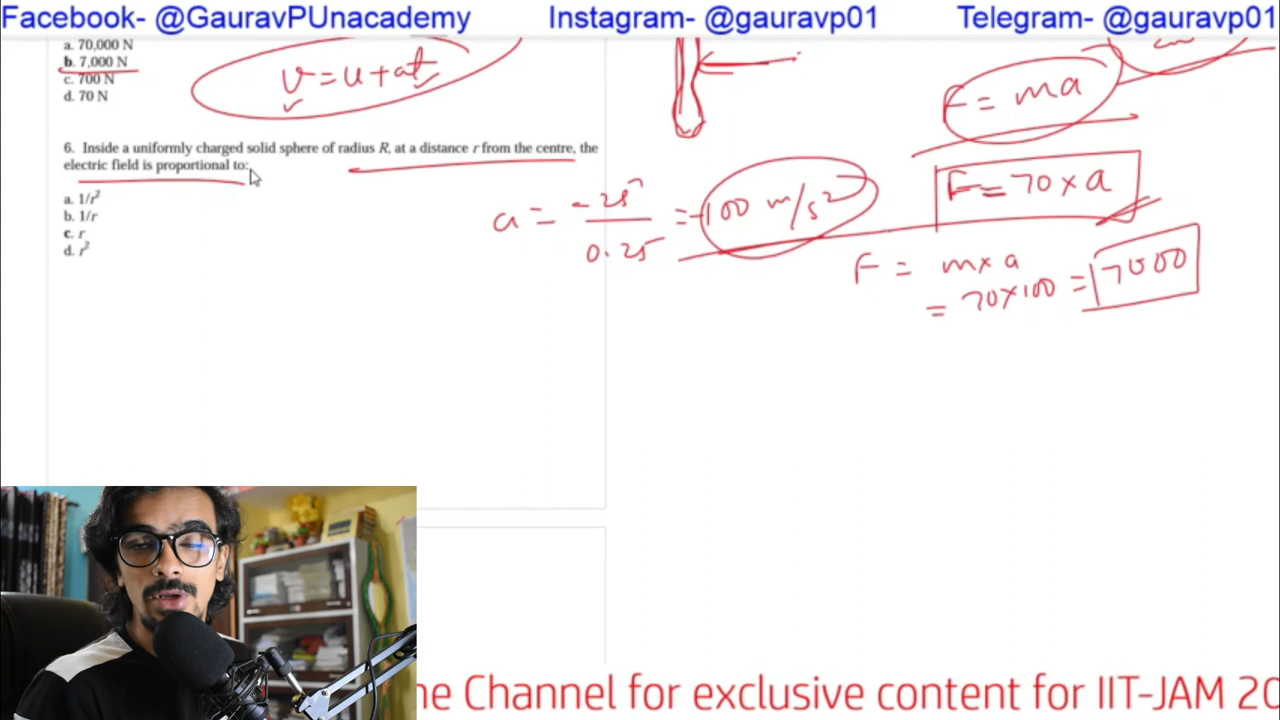 Facebook- @GauravPUnacademy Instagram- @gauravp01 Telegram- @gauravp01
a. 70,000 N
b. 7,000 N
c. 700 N
d. 70 N
v = u + at
F = ma
6. Inside a uniformly charged solid sphere of radius R, at a distance r from the centre, the
electric field is proportional to:
a. 1/r²
b. 1/r
c. r
d. r²
a = -25 / 0.25 = -100 m/s²
F = 70 × a
F = m × a
= 70 × 100 = 7000
he Channel for exclusive content for IIT-JAM 20